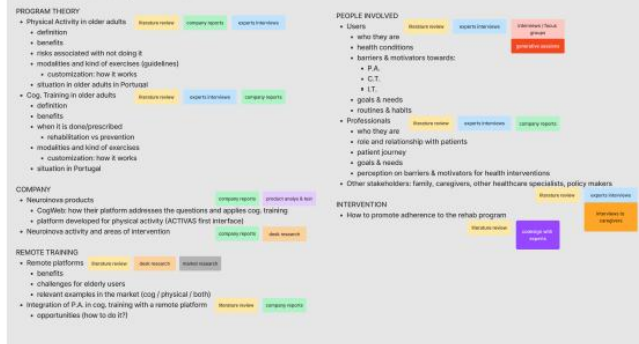 PROGRAM THEORY
• Physical Activity in older adults
literature review
company reports
experts interviews
• definition
• benefits
• risks associated with not doing it
• modalities and kind of exercises (guidelines)
• customization: how it works
• situation in older adults in Portugal
• Cog. Training in older adults
literature review
experts interviews
company reports
• definition
• benefits
• when it is done/prescribed
• rehabilitation vs prevention
• modalities and kind of exercises
• customization: how it works
• situation in Portugal
COMPANY
• Neuroinova products
company reports
product analys & test
• CogWeb: how their platform addresses the questions and applies cog. training
• platform developed for physical activity (ACTIVAS first interface)
• Neuroinova activity and areas of intervention
company reports
desk research
REMOTE TRAINING
• Remote platforms
literature review
desk research
market research
• benefits
• challenges for elderly users
• relevant examples in the market (cog / physical / both)
• Integration of P.A. in cog. training with a remote platform
literature review
company reports
• opportunities (how to do it?)
PEOPLE INVOLVED
• Users
literature review
experts interviews
interviews / focus groups
generative sessions
• who they are
• health conditions
• barriers & motivators towards:
• P.A.
• C.T.
• I.T.
• goals & needs
• routines & habits
• Professionals
literature review
experts interviews
company reports
• who they are
• role and relationship with patients
• patient journey
• goals & needs
• perception on barriers & motivators for health interventions
• Other stakeholders: family, caregivers, other healthcare specialists, policy makers
literature review
experts interviews
interviews to caregivers
INTERVENTION
• How to promote adherence to the rehab program
literature review
codesign with experts